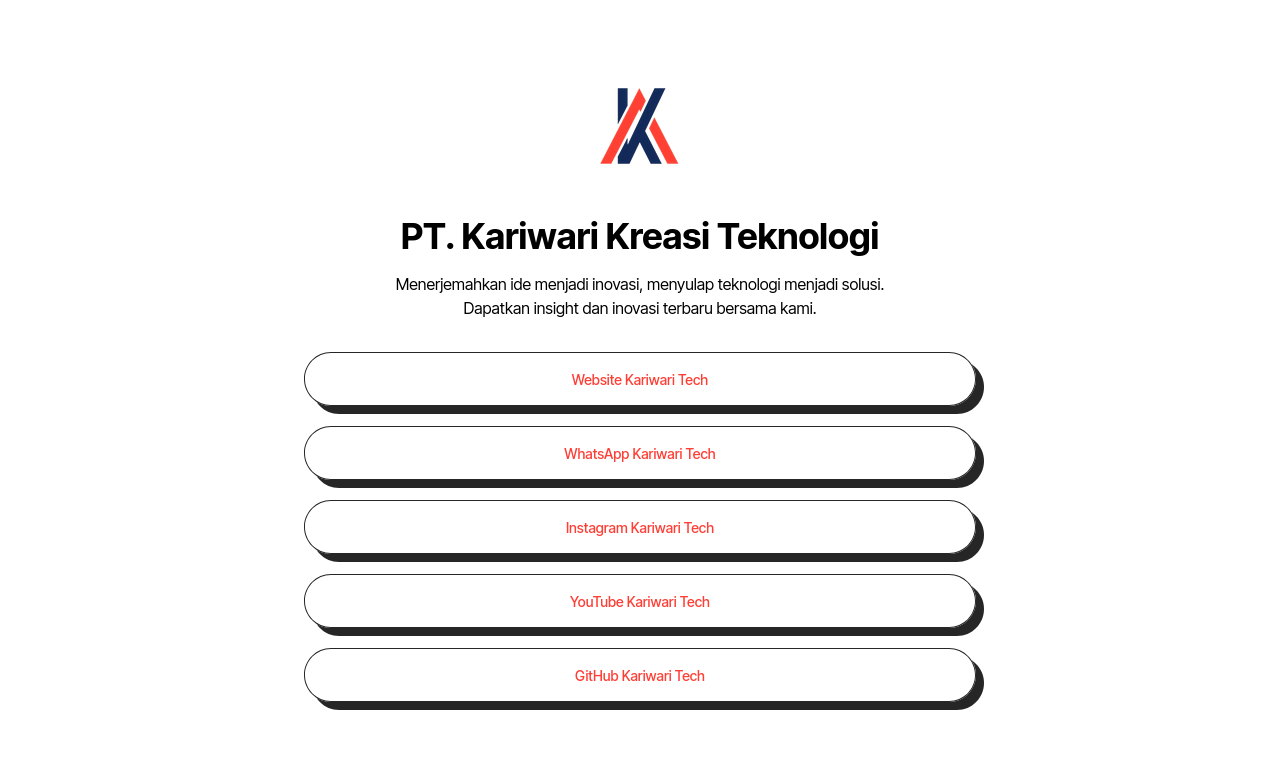 PT. Kariwari Kreasi Teknologi
Menerjemahkan ide menjadi inovasi, menyulap teknologi menjadi solusi.
Dapatkan insight dan inovasi terbaru bersama kami.
Website Kariwari Tech
WhatsApp Kariwari Tech
Instagram Kariwari Tech
YouTube Kariwari Tech
GitHub Kariwari Tech